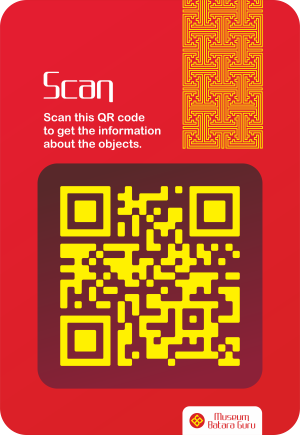 Scan
Scan this QR code
to get the information
about the objects.
Museum
Batara Guru